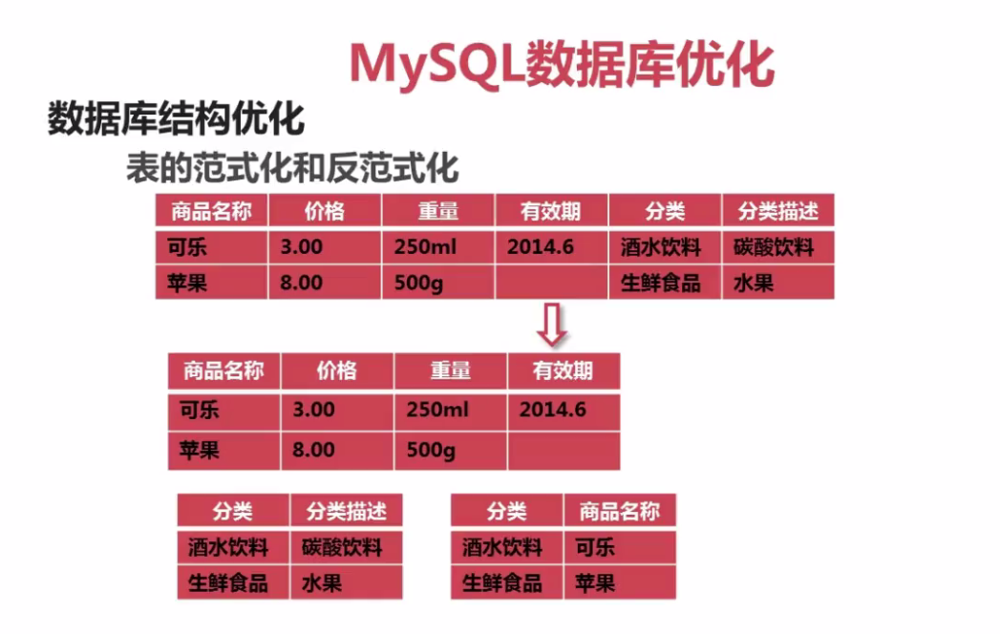 MySQL数据库优化
数据库结构优化
表的范式化和反范式化
商品名称 价格 重量 有效期 分类 分类描述
可乐 3.00 250ml 2014.6 酒水饮料 碳酸饮料
苹果 8.00 500g 生鲜食品 水果
商品名称 价格 重量 有效期
可乐 3.00 250ml 2014.6
苹果 8.00 500g
分类 分类描述
酒水饮料 碳酸饮料
生鲜食品 水果
分类 商品名称
酒水饮料 可乐
生鲜食品 苹果